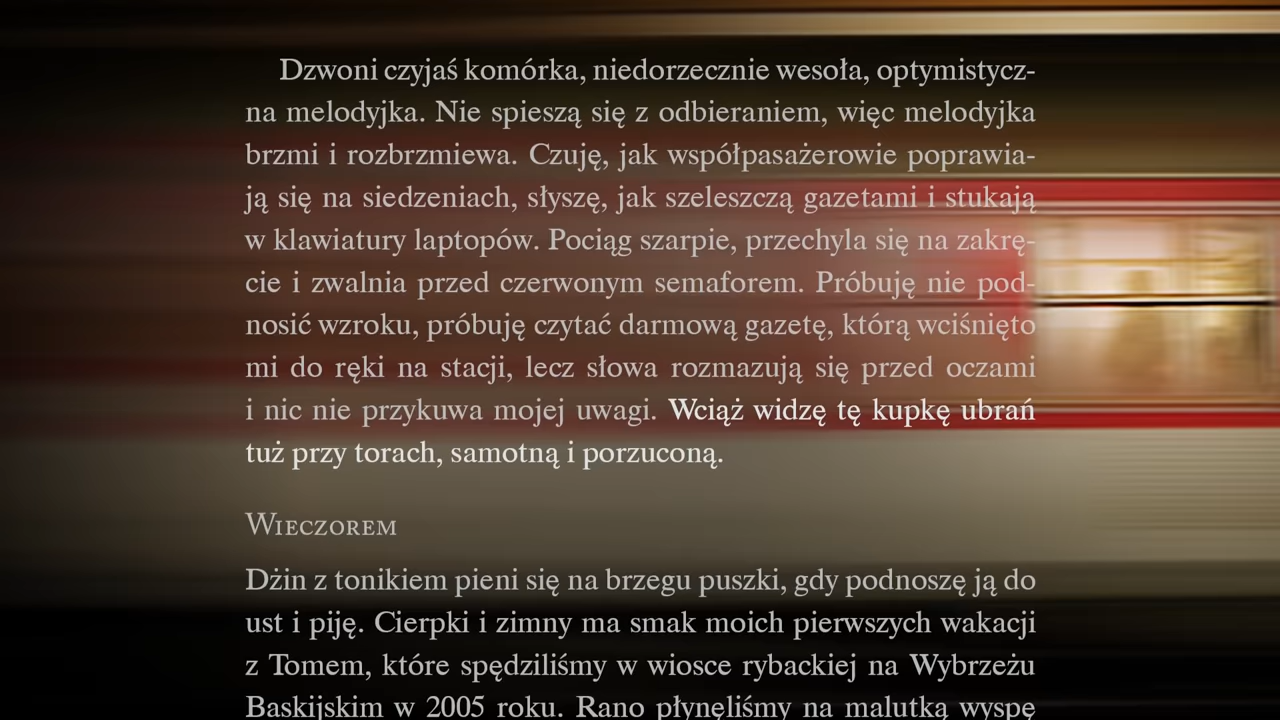 Dzwoni czyjaś komórka, niedorzecznie wesoła, optymistycz-
na melodyjka. Nie spieszą się z odbieraniem, więc melodyjka
brzmi i rozbrzmiewa. Czuję, jak współpasażerowie poprawia-
ją się na siedzeniach, słyszę, jak szeleszczą gazetami i stukają
w klawiatury laptopów. Pociąg szarpie, przechyla się na zakrę-
cie i zwalnia przed czerwonym semaforem. Próbuję nie pod-
nosić wzroku, próbuję czytać darmową gazetę, którą wciśnięto
mi do ręki na stacji, lecz słowa rozmazują się przed oczami
i nic nie przykuwa mojej uwagi. Wciąż widzę tę kupkę ubrań
tuż przy torach, samotną i porzuconą.
Wieczorem
Dżin z tonikiem pieni się na brzegu puszki, gdy podnoszę ją do
ust i piję. Cierpki i zimny ma smak moich pierwszych wakacji
z Tomem, które spędziliśmy w wiosce rybackiej na Wybrzeżu
Baskijskim w 2005 roku. Rano płynęliśmy na malutką wyspę